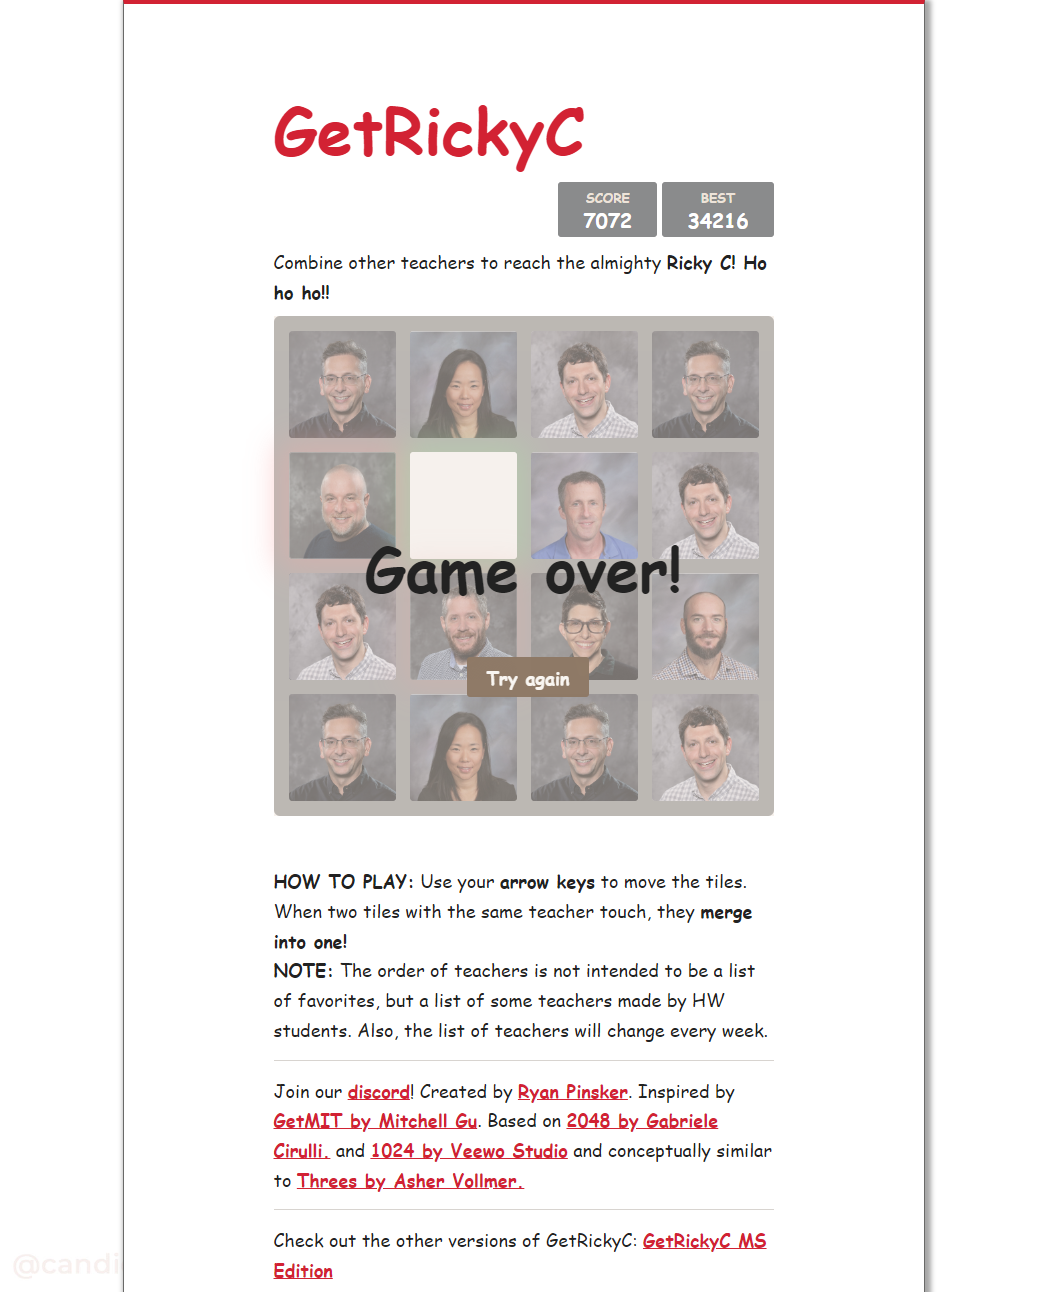 GetRickyC
SCORE
7072
BEST
34216
Combine other teachers to reach the almighty Ricky C! Ho
ho ho!!
Game over!
Try again
HOW TO PLAY: Use your arrow keys to move the tiles.
When two tiles with the same teacher touch, they merge
into one!
NOTE: The order of teachers is not intended to be a list
of favorites, but a list of some teachers made by HW
students. Also, the list of teachers will change every week.
Join our discord! Created by Ryan Pinsker. Inspired by
GetMIT by Mitchell Gu. Based on 2048 by Gabriele
Cirulli. and 1024 by Veewo Studio and conceptually similar
to Threes by Asher Vollmer.
Check out the other versions of GetRickyC: GetRickyC MS
Edition